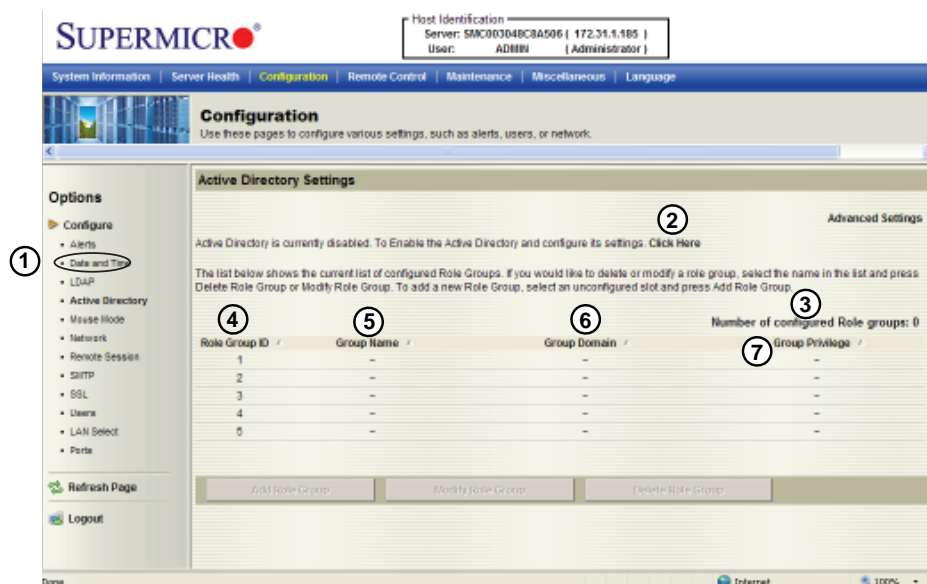 Host Identification
SUPERMICRO®
Server: SMC003048C8A506 ( 172.31.1.185 )
User: ADMIN ( Administrator )
System Information | Server Health | Configuration | Remote Control | Maintenance | Miscellaneous | Language
Configuration
Use these pages to configure various settings, such as alerts, users, or network.
Options
Configure
1
Alerts
Date and Time
LDAP
Active Directory
Mouse Mode
Network
Remote Session
SMTP
SSL
Users
LAN Select
Ports
Refresh Page
Logout
Active Directory Settings
2
Advanced Settings
Active Directory is currently disabled. To Enable the Active Directory and configure its settings. Click Here
The list below shows the current list of configured Role Groups. If you would like to delete or modify a role group, select the name in the list and press
Delete Role Group or Modify Role Group. To add a new Role Group, select an unconfigured slot and press Add Role Group.
3
Number of configured Role groups: 0
4 5 6 7
Role Group ID Group Name Group Domain Group Privilege
1 – – –
2 – – –
3 – – –
4 – – –
5 – – –
Add Role Group Modify Role Group Delete Role Group
Done Internet 100%